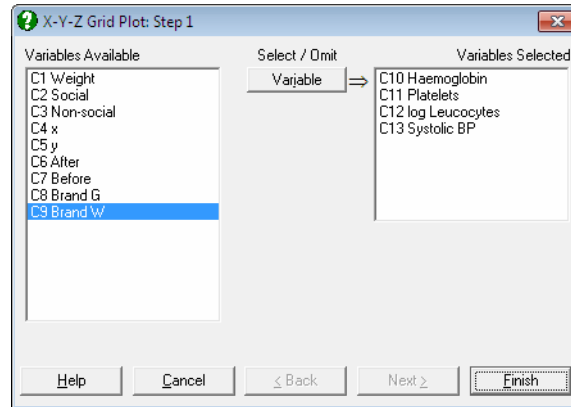 X-Y-Z Grid Plot: Step 1
Variables Available
Select / Omit
Variables Selected
Variable
C1 Weight
C2 Social
C3 Non-social
C4 x
C5 y
C6 After
C7 Before
C8 Brand G
C9 Brand W
C10 Haemoglobin
C11 Platelets
C12 log Leucocytes
C13 Systolic BP
Help
Cancel
< Back
Next >
Finish